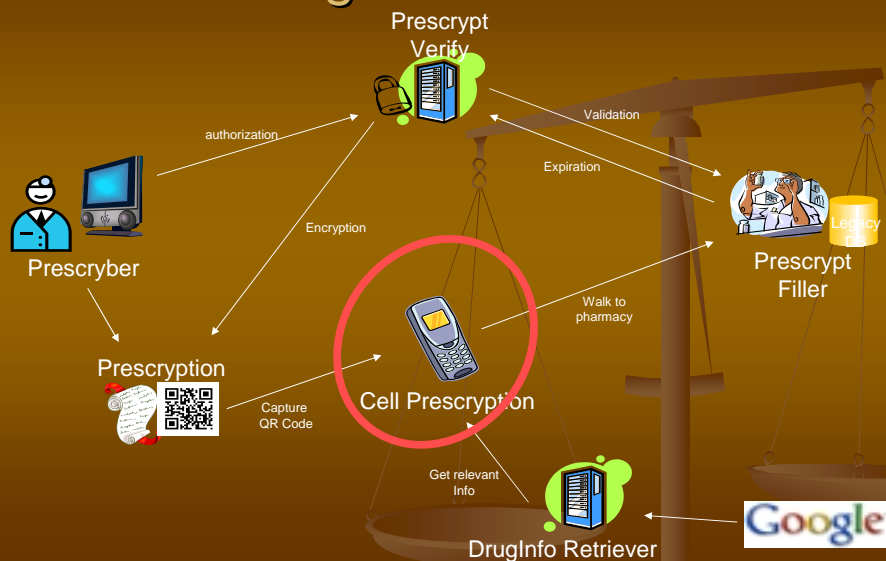 Prescrypt
Verify
authorization
Validation
Expiration
Encryption
Prescryber
Legacy
DB
Prescrypt
Filler
Walk to
pharmacy
Prescryption
Capture
QR Code
Cell Prescryption
Get relevant
Info
Google
DrugInfo Retriever